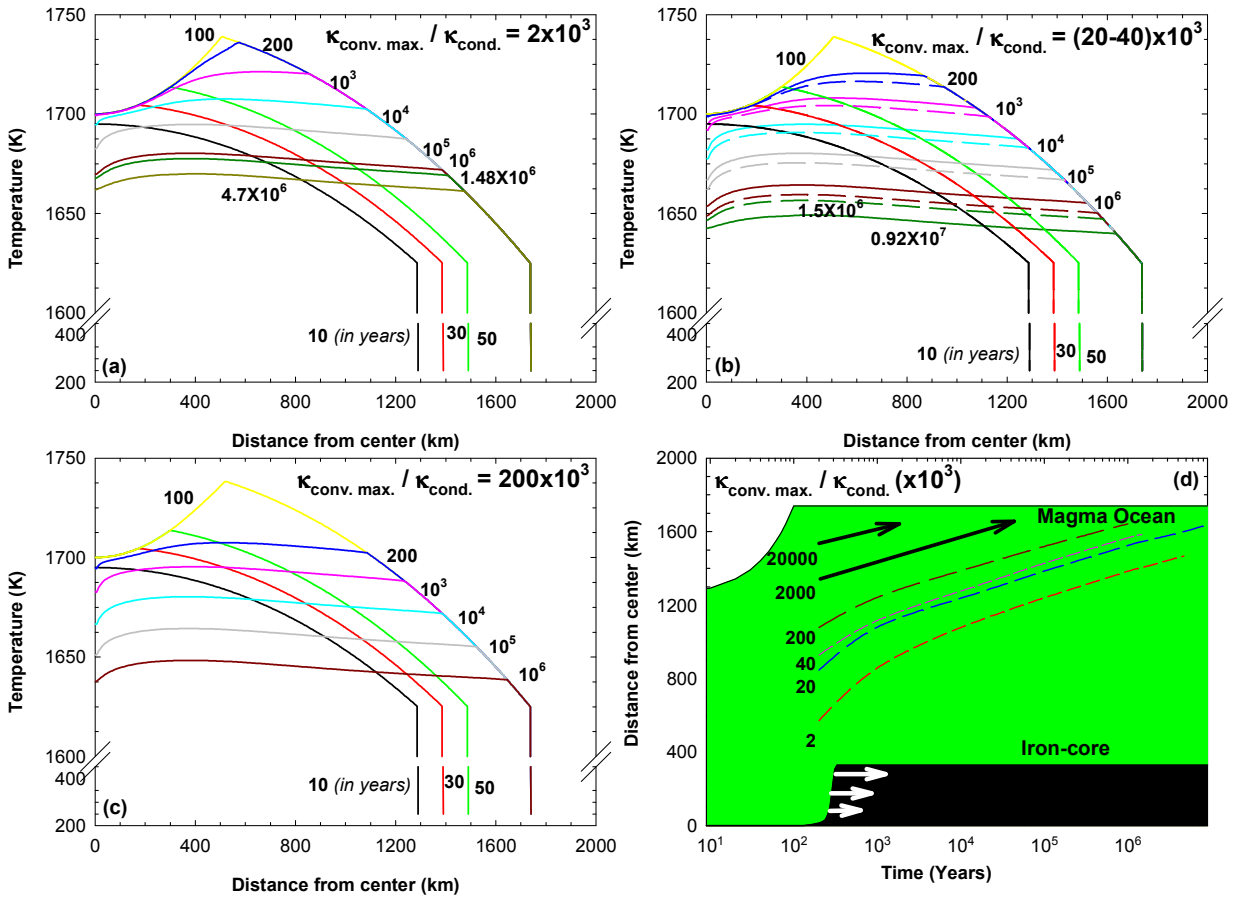 κconv. max. / κcond. = 2x10³
1750
1700
1650
1600
400
200
Temperature (K)
100
200
10³
10⁴
10⁵
10⁶
1.48X10⁶
4.7X10⁶
10 (in years)
30
50
(a)
0 400 800 1200 1600 2000
Distance from center (km)
κconv. max. / κcond. = (20-40)x10³
1750
1700
1650
1600
400
200
Temperature (K)
100
200
10³
10⁴
10⁵
10⁶
1.5X10⁶
0.92X10⁷
10 (in years)
30
50
(b)
0 400 800 1200 1600 2000
Distance from center (km)
κconv. max. / κcond. = 200x10³
1750
1700
1650
1600
400
200
Temperature (K)
100
200
10³
10⁴
10⁵
10⁶
10 (in years)
30
50
(c)
0 400 800 1200 1600 2000
Distance from center (km)
κconv. max. / κcond. (x10³)
(d)
2000
1600
1200
800
400
0
Distance from center (km)
Magma Ocean
20000
2000
200
40
20
2
Iron-core
10¹ 10² 10³ 10⁴ 10⁵ 10⁶
Time (Years)